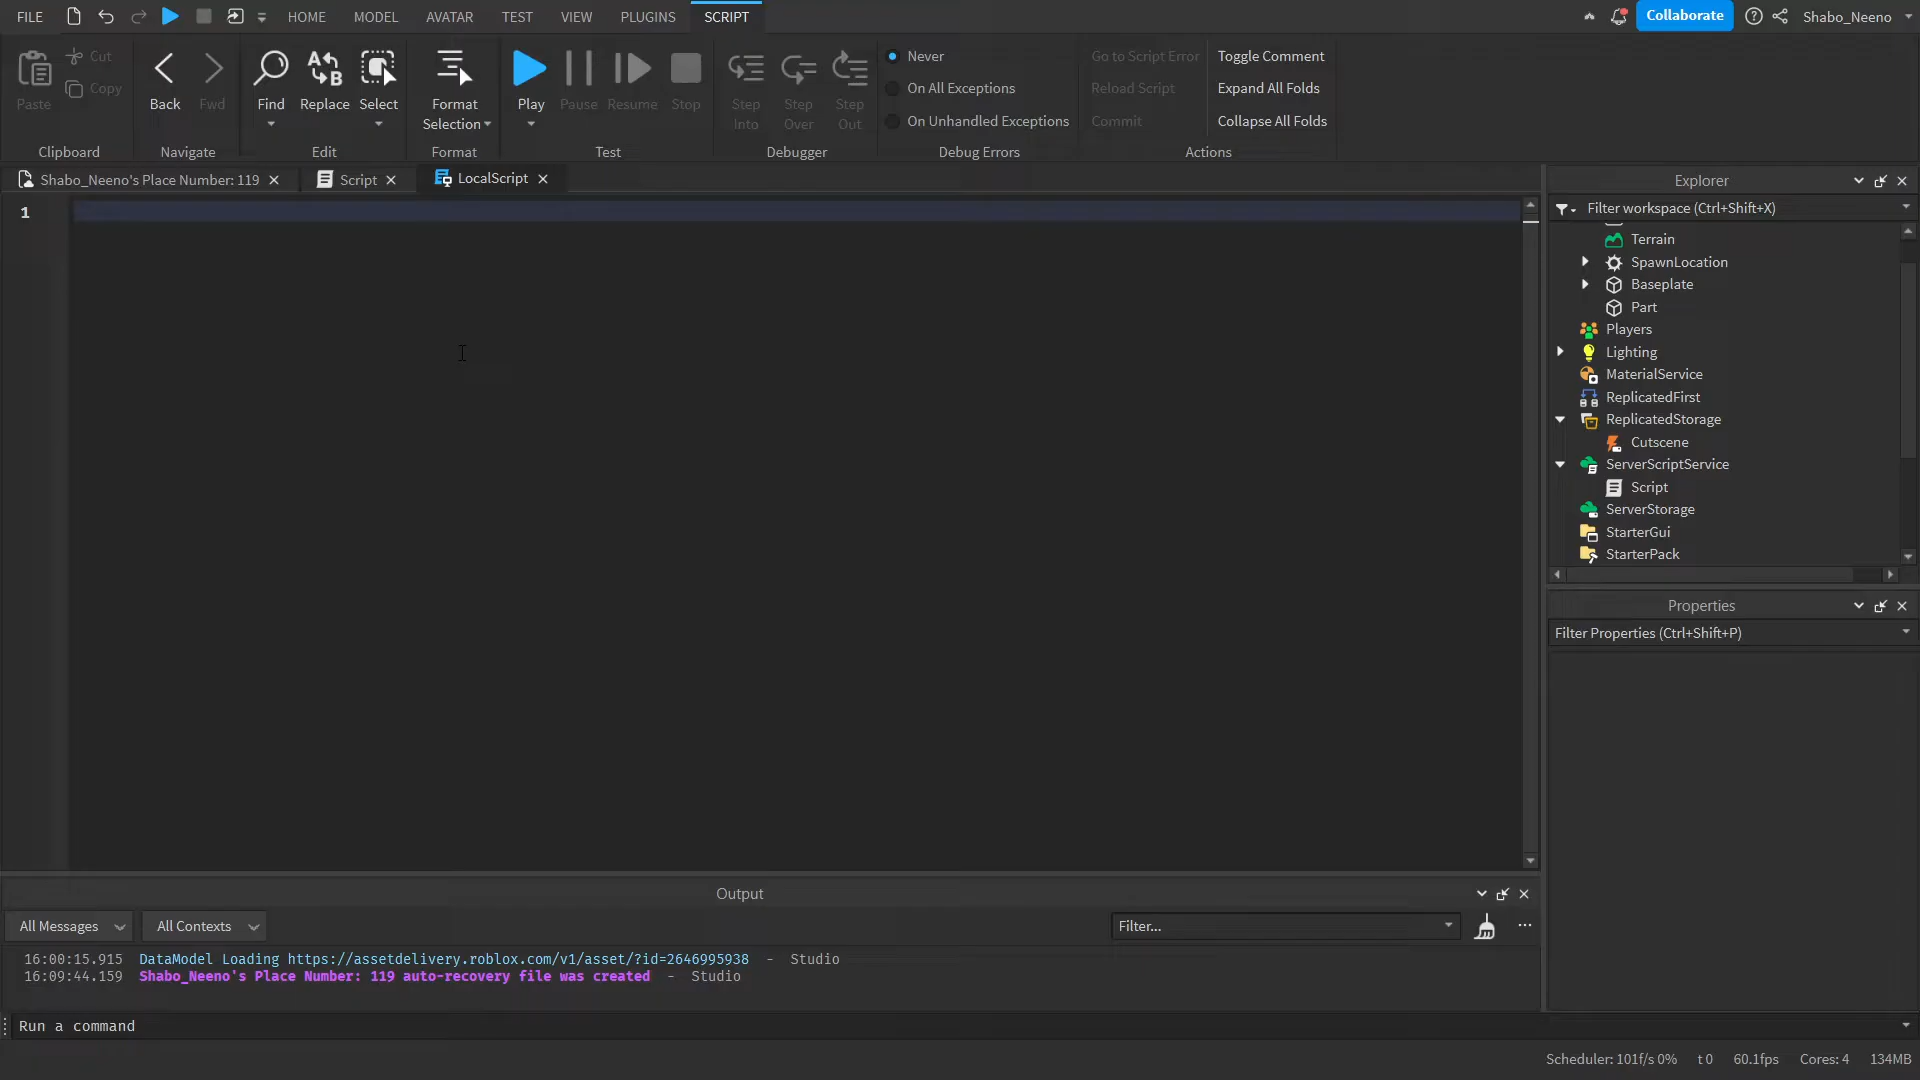 FILE HOME MODEL AVATAR TEST VIEW PLUGINS SCRIPT Collaborate Shabo_Neeno
Cut
Copy
Paste
Clipboard
Back Fwd
Navigate
Find Replace Select
Edit
Format
Selection
Format
Play Pause Resume Stop
Test
Step Into
Step Over
Step Out
Debugger
Never
On All Exceptions
On Unhandled Exceptions
Debug Errors
Go to Script Error
Reload Script
Commit
Toggle Comment
Expand All Folds
Collapse All Folds
Actions
Shabo_Neeno's Place Number: 119 Script LocalScript
1
Explorer
Filter workspace (Ctrl+Shift+X)
Terrain
SpawnLocation
Baseplate
Part
Players
Lighting
MaterialService
ReplicatedFirst
ReplicatedStorage
Cutscene
ServerScriptService
Script
ServerStorage
StarterGui
StarterPack
Properties
Filter Properties (Ctrl+Shift+P)
Output
All Messages All Contexts Filter...
16:00:15.915 DataModel Loading https://assetdelivery.roblox.com/v1/asset/?id=2646995938 - Studio
16:09:44.159 Shabo_Neeno's Place Number: 119 auto-recovery file was created - Studio
Run a command
Scheduler: 101f/s 0% t 0 60.1fps Cores: 4 134MB